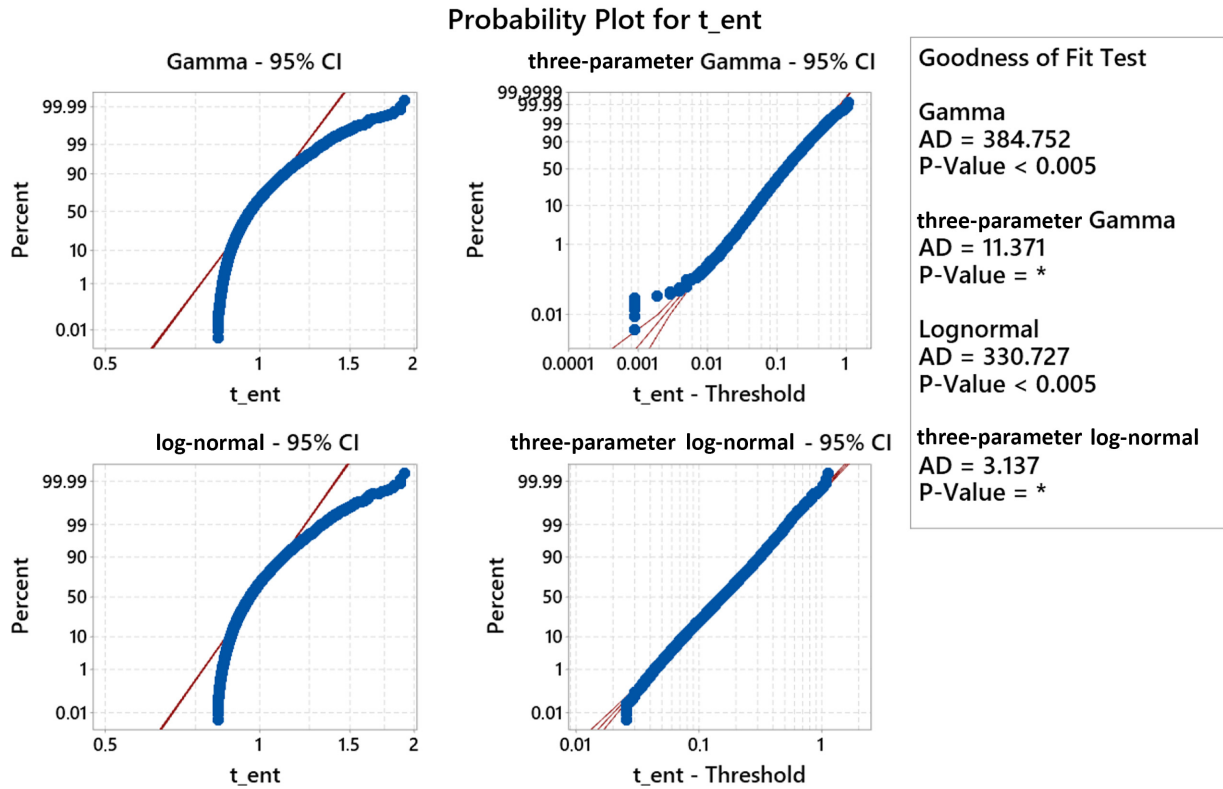 Probability Plot for t_ent
Gamma - 95% CI
99.99
99
90
50
10
1
0.01
Percent
0.5
1
1.5
2
t_ent
three-parameter Gamma - 95% CI
99.9999
99.99
99
90
50
10
1
0.01
Percent
0.0001
0.001
0.01
0.10
1
t_ent - Threshold
log-normal - 95% CI
99.99
99
90
50
10
1
0.01
Percent
0.5
1
1.5
2
t_ent
three-parameter log-normal - 95% CI
99.99
99
90
50
10
1
0.01
Percent
0.01
0.1
1
t_ent - Threshold
Goodness of Fit Test
Gamma
AD = 384.752
P-Value < 0.005
three-parameter Gamma
AD = 11.371
P-Value = *
Lognormal
AD = 330.727
P-Value < 0.005
three-parameter log-normal
AD = 3.137
P-Value = *